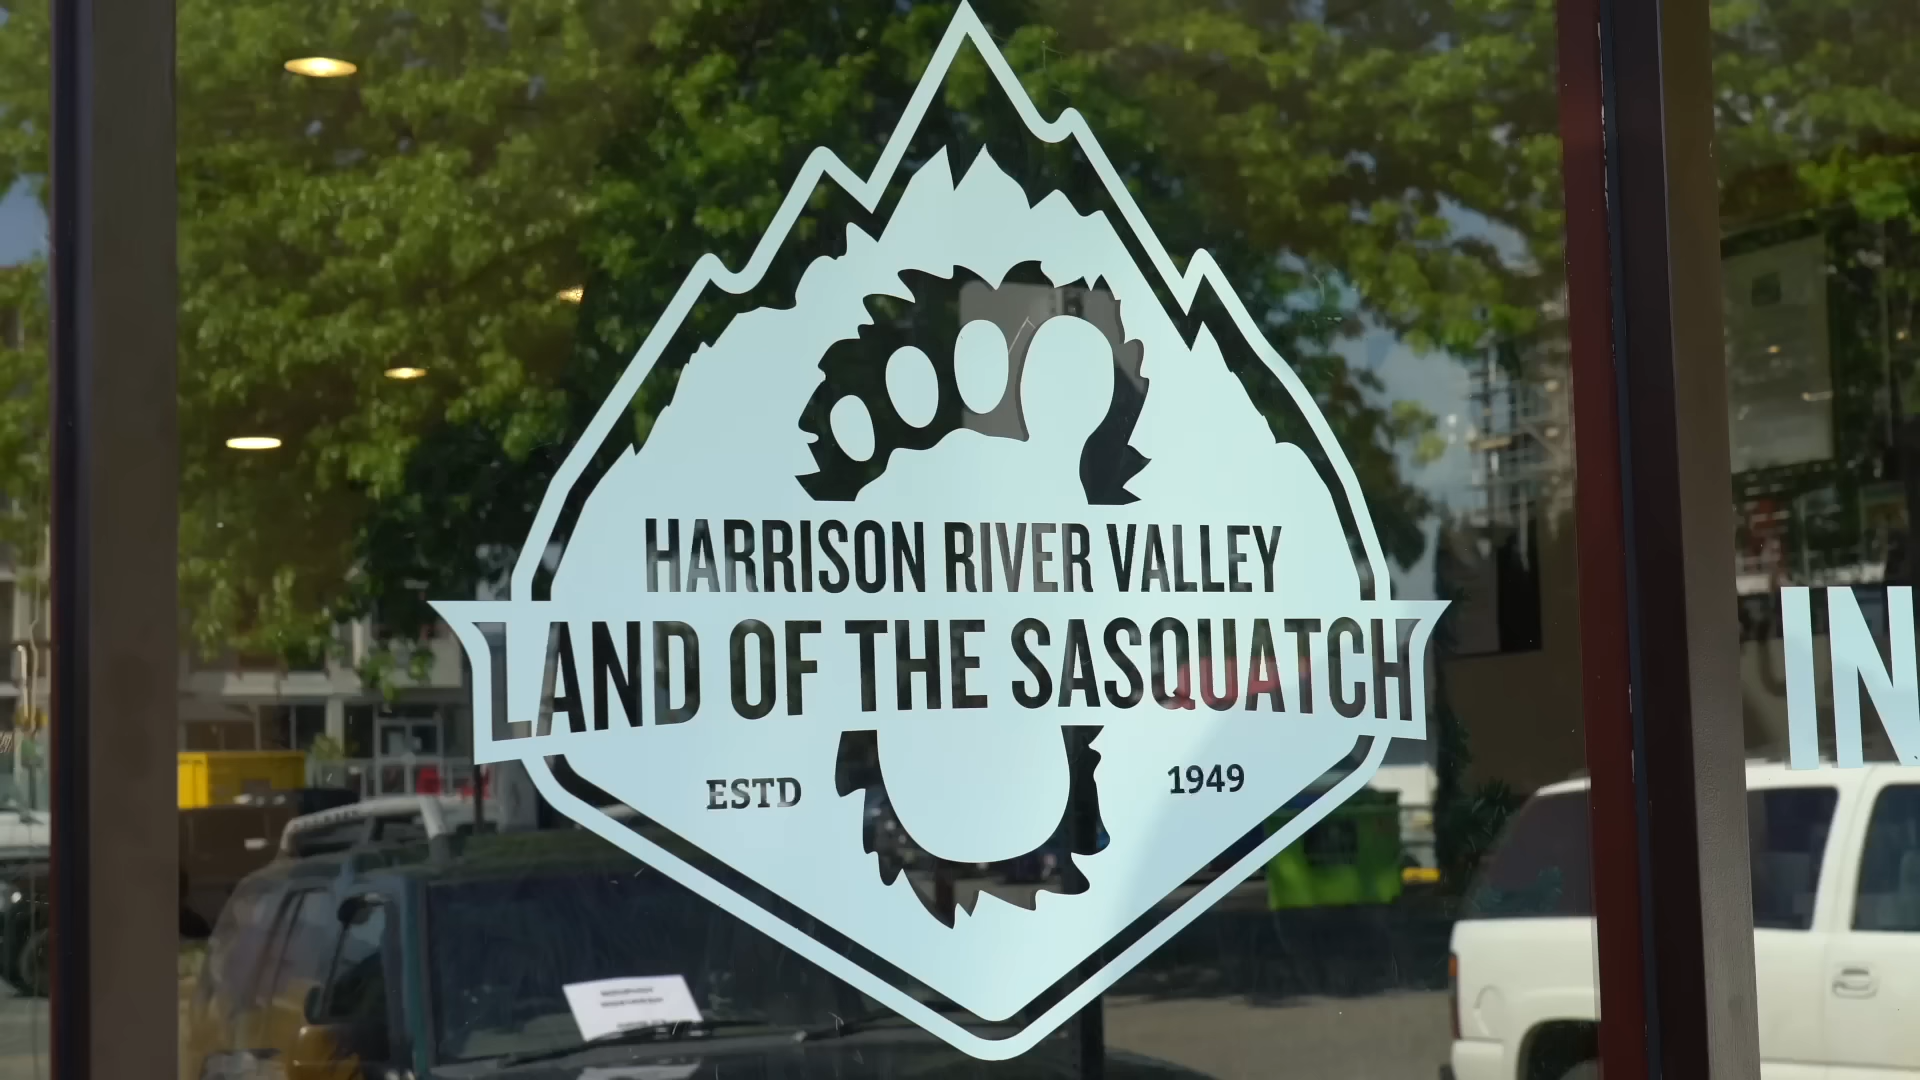 HARRISON RIVER VALLEY
LAND OF THE SASQUATCH
ESTD 1949
IN